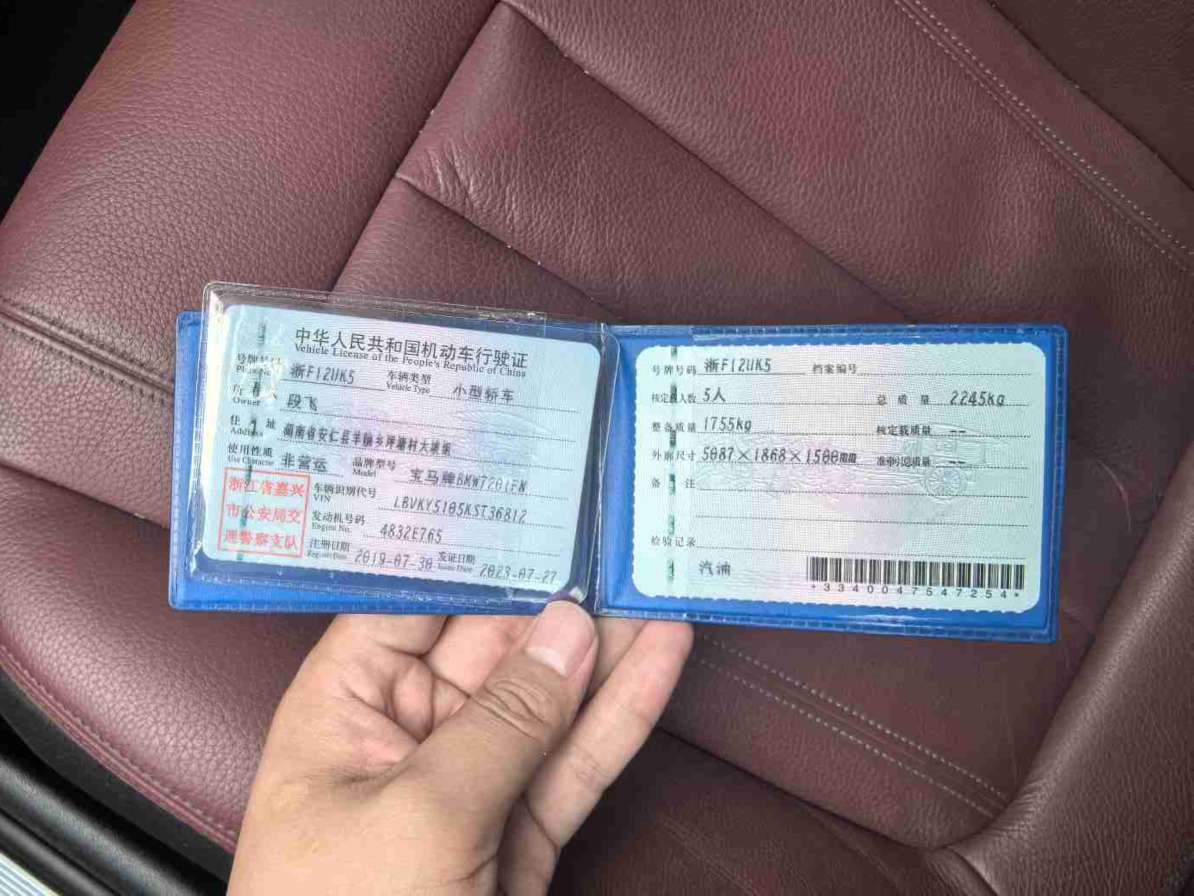 中华人民共和国机动车行驶证
Vehicle License of the People's Republic of China
号牌号码 浙F12UK5 车辆类型 小型轿车
Plate No. Vehicle Type
所有人 段飞
Owner
住址 湖南省安仁县羊脑乡坪塘村大塘组
Address
使用性质 非营运 品牌型号 宝马牌BMW7201FN
Use Character Model
浙江省嘉兴
市公安局交
通警察支队
车辆识别代号 LBVKY5105KST36812
VIN
发动机号码 4832E765
Engine No.
注册日期 2019-07-30 发证日期 2023-07-27
Register Date Issue Date
号牌号码 浙F12UK5 档案编号
核定载人数 5人 总质量 2245kg
整备质量 1755kg 核定载质量 --
外廓尺寸 5087×1868×1500mm 准牵引总质量 --
备注
检验记录
汽油
*3340047547254*